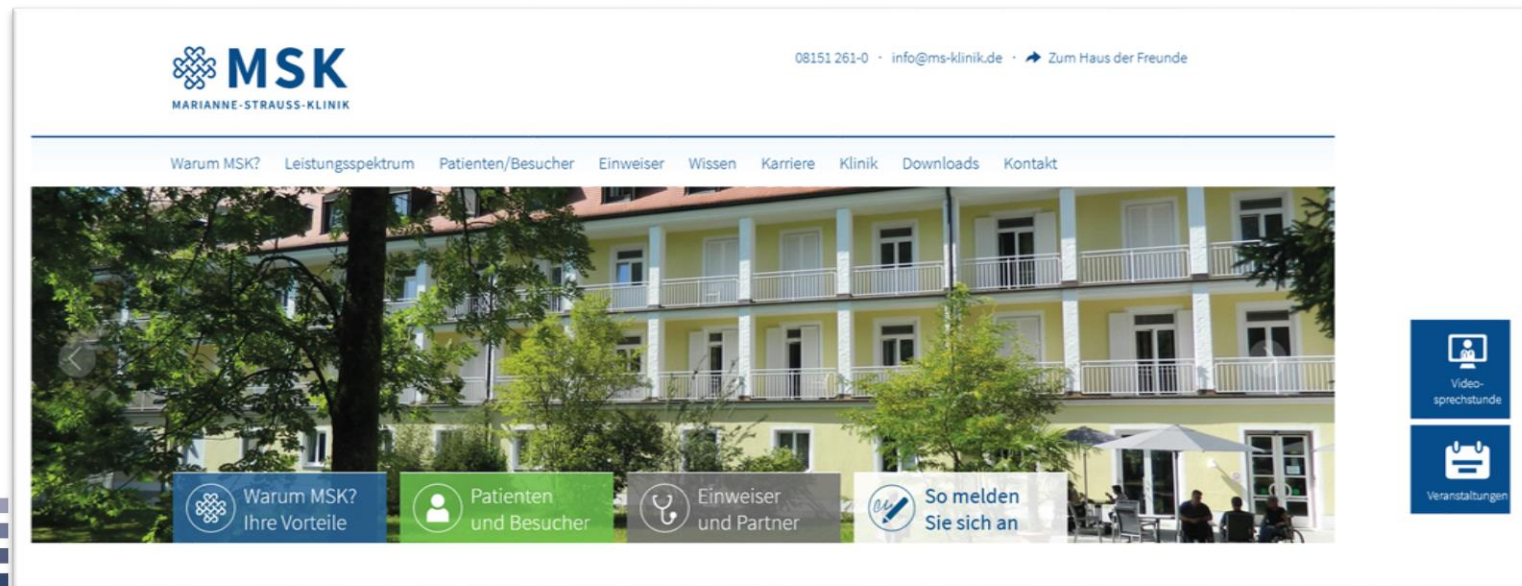 MSK
MARIANNE-STRAUSS-KLINIK
08151 261-0 · info@ms-klinik.de · Zum Haus der Freunde
Warum MSK? Leistungsspektrum Patienten/Besucher Einweiser Wissen Karriere Klinik Downloads Kontakt
Video-
sprechstunde
Veranstaltungen
Warum MSK?
Ihre Vorteile
Patienten
und Besucher
Einweiser
und Partner
So melden
Sie sich an